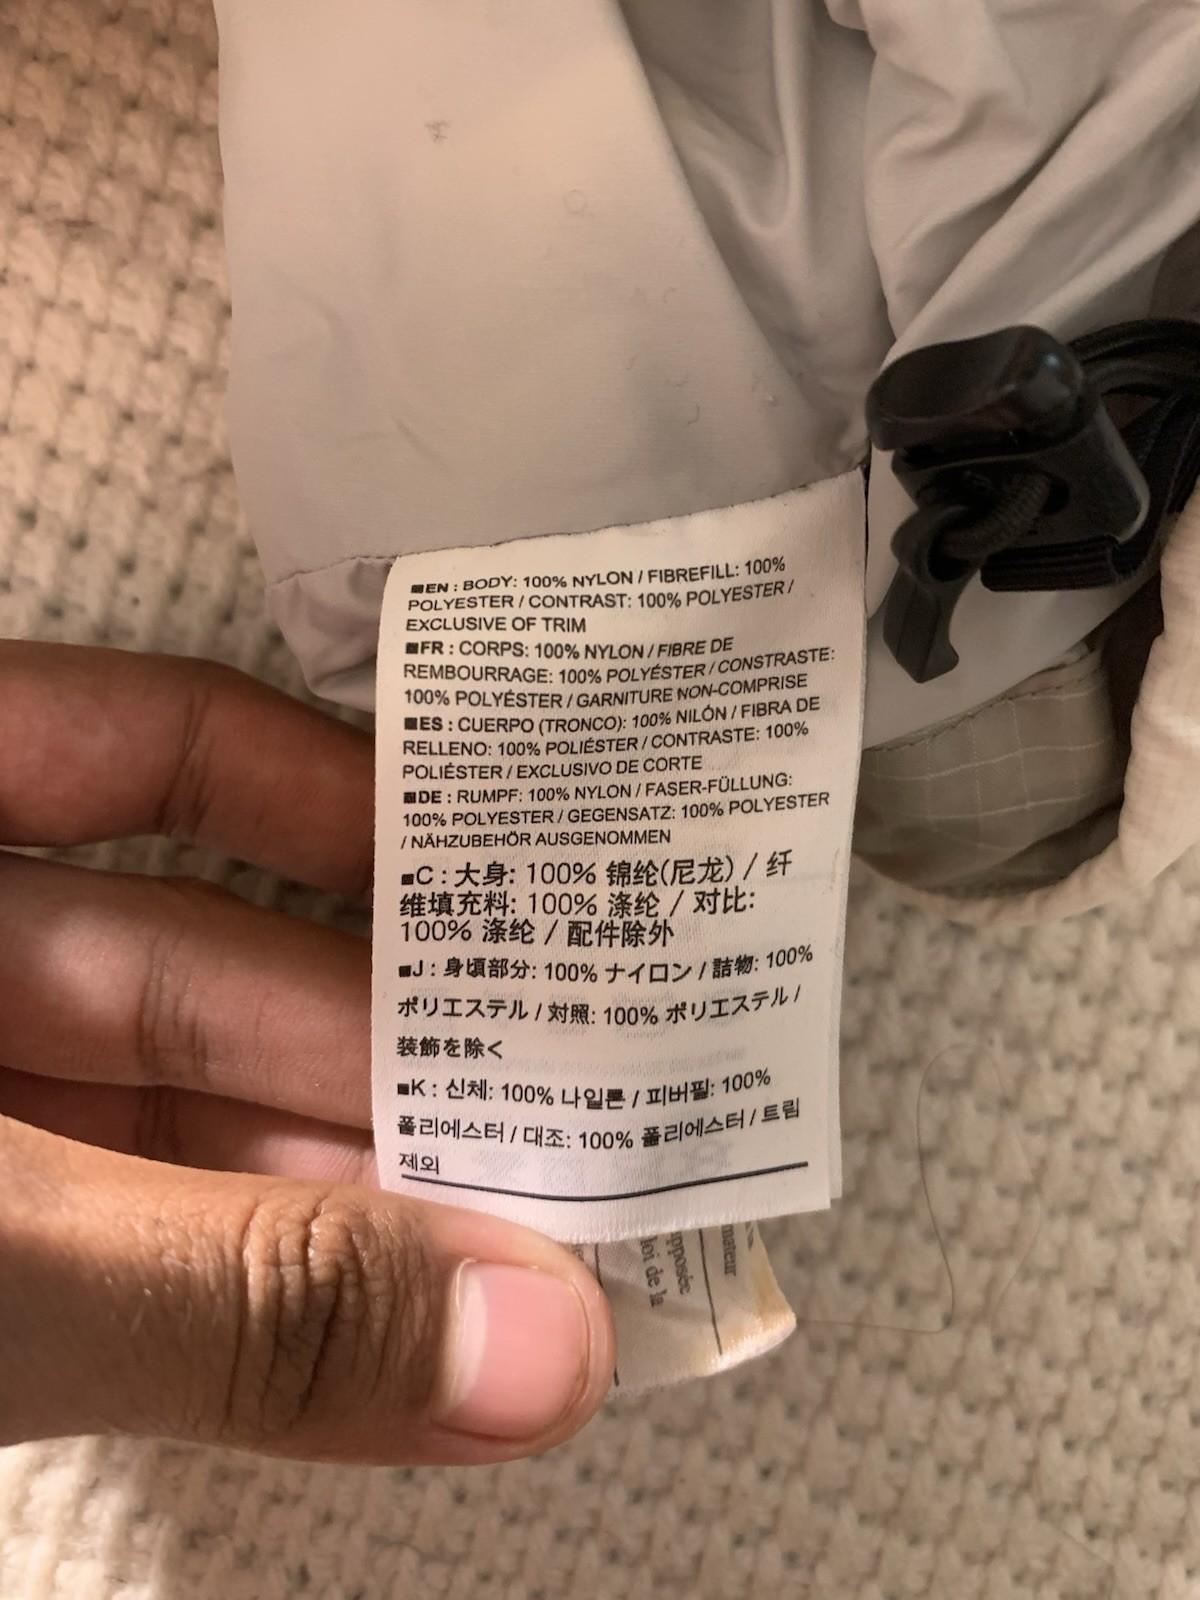 ■EN : BODY: 100% NYLON / FIBREFILL: 100%
POLYESTER / CONTRAST: 100% POLYESTER /
EXCLUSIVE OF TRIM
■FR : CORPS: 100% NYLON / FIBRE DE
REMBOURRAGE: 100% POLYÉSTER / CONSTRASTE:
100% POLYÉSTER / GARNITURE NON-COMPRISE
■ES : CUERPO (TRONCO): 100% NILÓN / FIBRA DE
RELLENO: 100% POLIÉSTER / CONTRASTE: 100%
POLIÉSTER / EXCLUSIVO DE CORTE
■DE : RUMPF: 100% NYLON / FASER-FÜLLUNG:
100% POLYESTER / GEGENSATZ: 100% POLYESTER
/ NÄHZUBEHÖR AUSGENOMMEN
■C : 大身: 100% 锦纶(尼龙) / 纤
维填充料: 100% 涤纶 / 对比:
100% 涤纶 / 配件除外
■J : 身頃部分: 100% ナイロン / 詰物: 100%
ポリエステル / 対照: 100% ポリエステル /
装飾を除く
■K : 신체: 100% 나일론 / 피버필: 100%
폴리에스터 / 대조: 100% 폴리에스터 / 트림
제외
loi de la